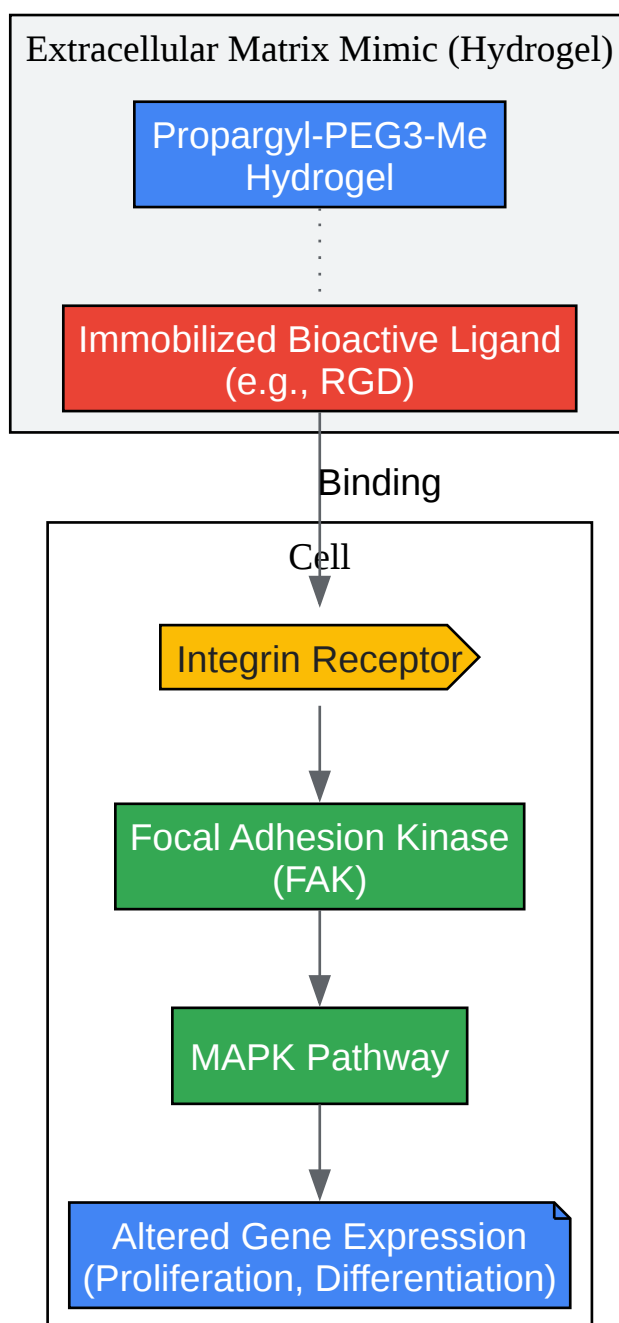 Extracellular Matrix Mimic (Hydrogel)
Propargyl-PEG3-Me
Hydrogel
Immobilized Bioactive Ligand
(e.g., RGD)
Binding
Cell
Integrin Receptor
Focal Adhesion Kinase
(FAK)
MAPK Pathway
Altered Gene Expression
(Proliferation, Differentiation)